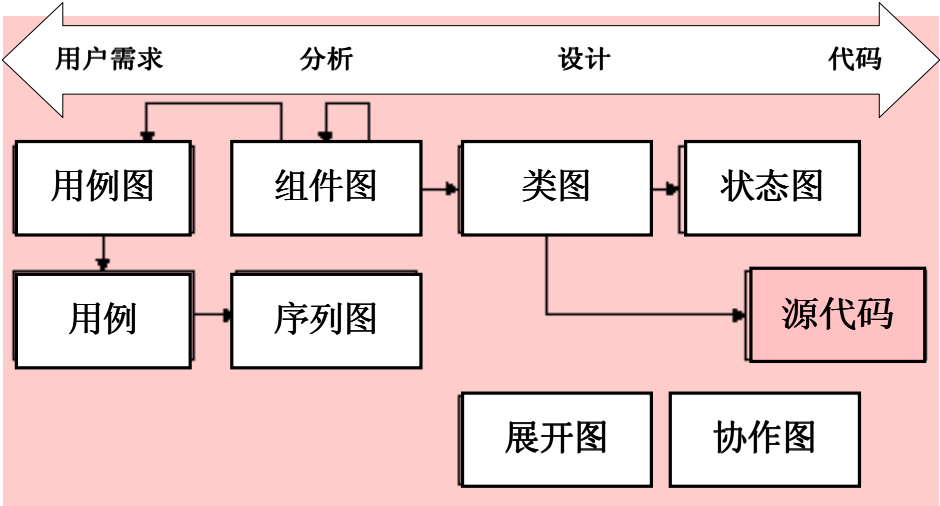 用户需求 分析 设计 代码
用例图 组件图 类图 状态图
用例 序列图 源代码
展开图 协作图